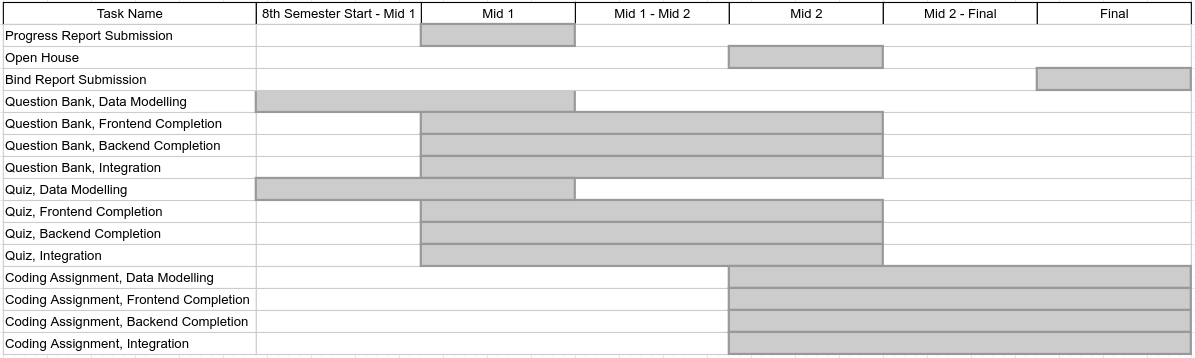 Task Name 8th Semester Start - Mid 1 Mid 1 Mid 1 - Mid 2 Mid 2 Mid 2 - Final Final
Progress Report Submission
Open House
Bind Report Submission
Question Bank, Data Modelling
Question Bank, Frontend Completion
Question Bank, Backend Completion
Question Bank, Integration
Quiz, Data Modelling
Quiz, Frontend Completion
Quiz, Backend Completion
Quiz, Integration
Coding Assignment, Data Modelling
Coding Assignment, Frontend Completion
Coding Assignment, Backend Completion
Coding Assignment, Integration